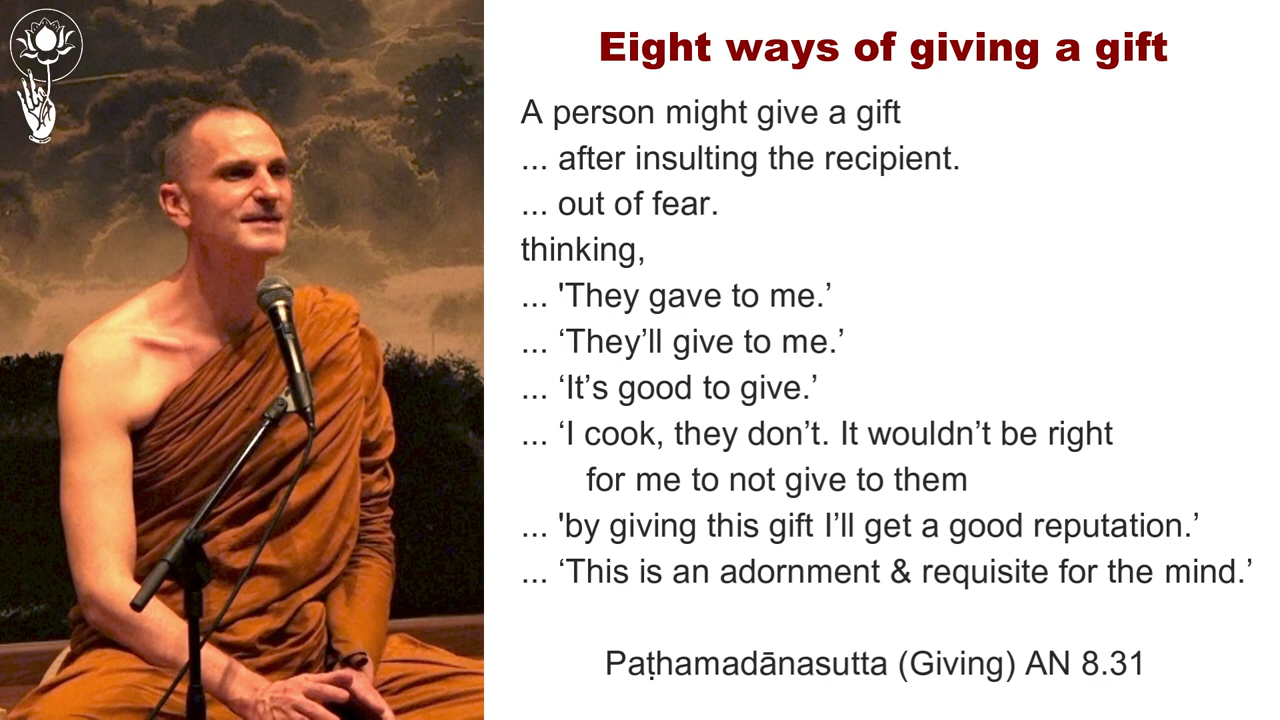 Eight ways of giving a gift
A person might give a gift
... after insulting the recipient.
... out of fear.
thinking,
... 'They gave to me.’
... ‘They’ll give to me.’
... ‘It’s good to give.’
... ‘I cook, they don’t. It wouldn’t be right
for me to not give to them
... 'by giving this gift I’ll get a good reputation.’
... ‘This is an adornment & requisite for the mind.’
Paṭhamadānasutta (Giving) AN 8.31